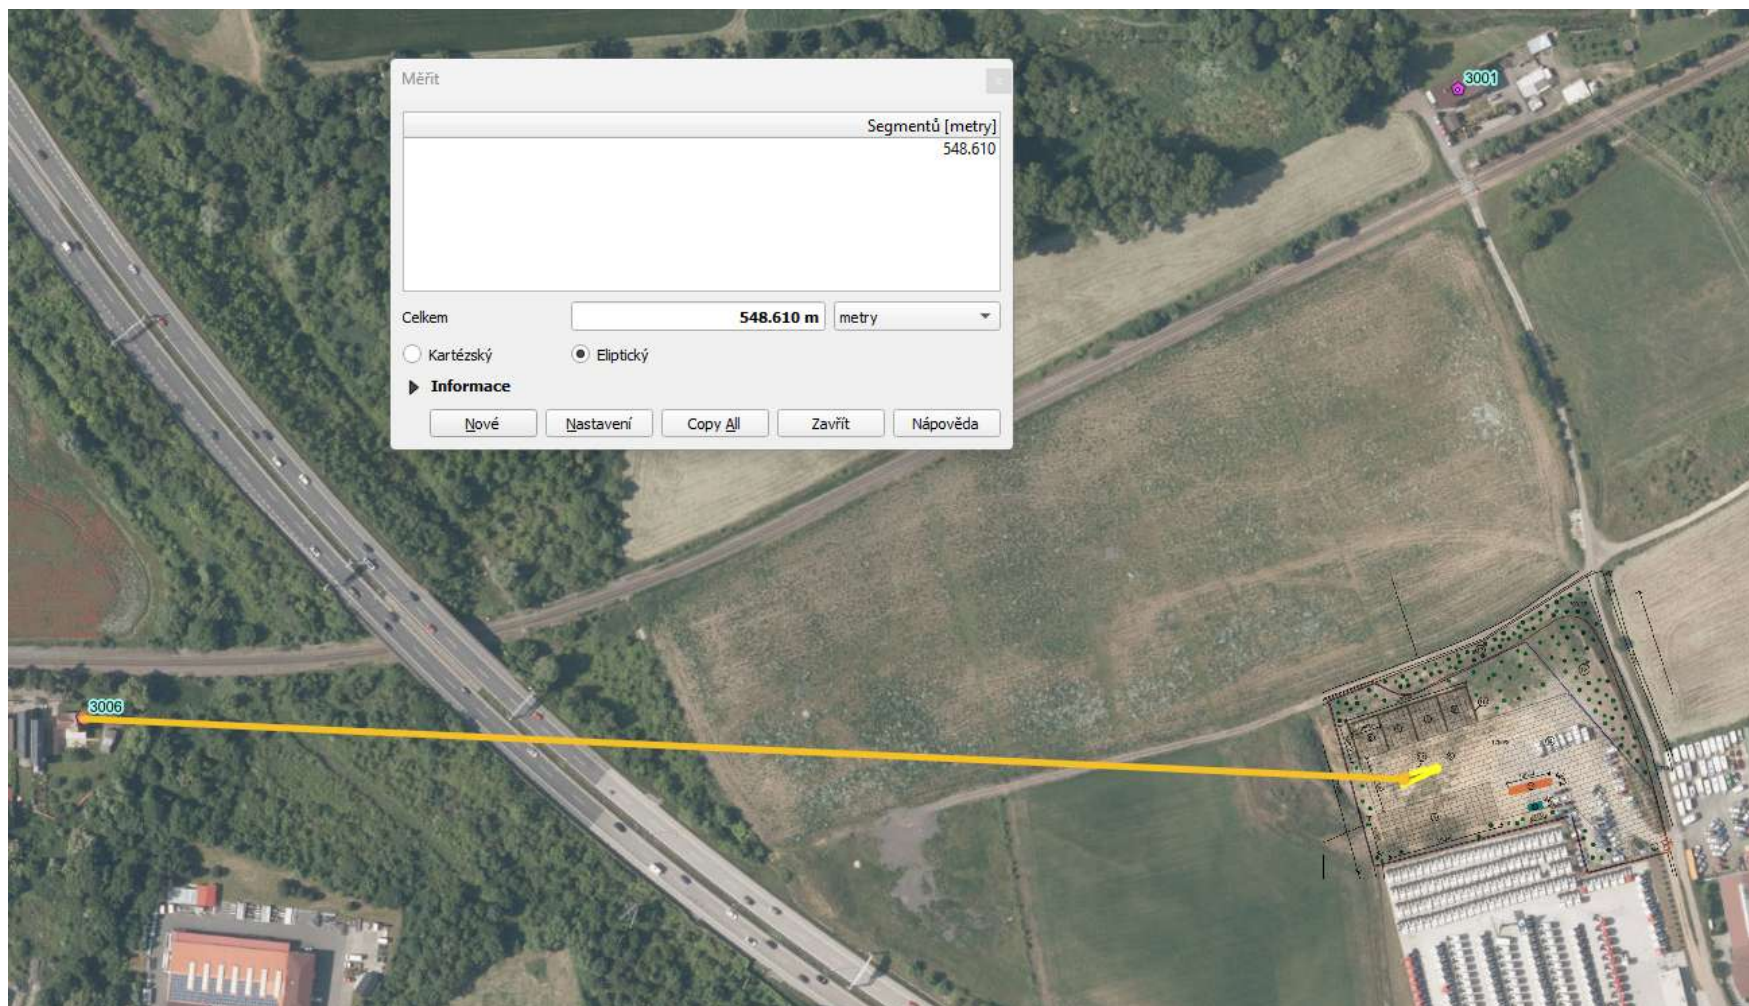 Měřit
3001
Segmentů [metry]
548.610
Celkem
548.610 m
metry
Kartézský
Eliptický
Informace
Nové
Nastavení
Copy All
Zavřít
Nápověda
3006